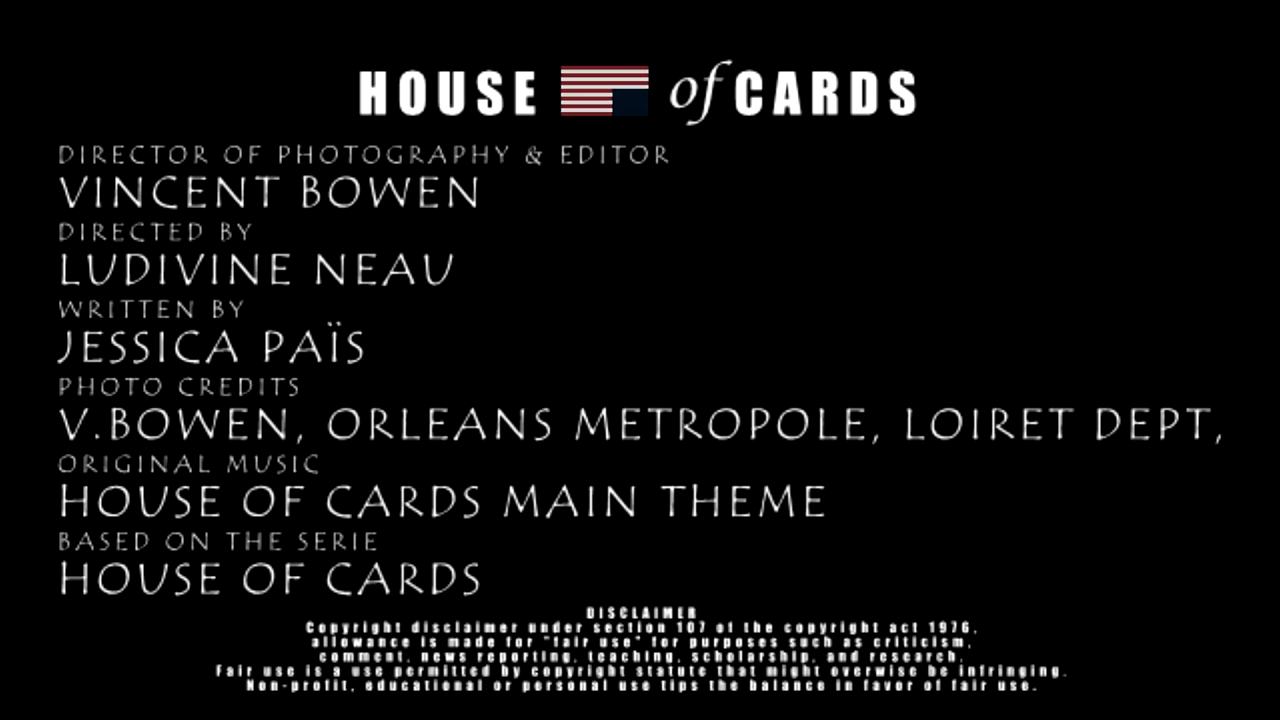 HOUSE of CARDS
DIRECTOR OF PHOTOGRAPHY & EDITOR
VINCENT BOWEN
DIRECTED BY
LUDIVINE NEAU
WRITTEN BY
JESSICA PAÏS
PHOTO CREDITS
V.BOWEN, ORLEANS METROPOLE, LOIRET DEPT,
ORIGINAL MUSIC
HOUSE OF CARDS MAIN THEME
BASED ON THE SERIE
HOUSE OF CARDS
DISCLAIMER
Copyright disclaimer under section 107 of the copyright act 1976,
allowance is made for "fair use" for purposes such as criticism,
comment, news reporting, teaching, scholarship, and research.
Fair use is a use permitted by copyright statute that might overwise be infringing.
Non-profit, educational or personal use tips the balance in favor of fair use.